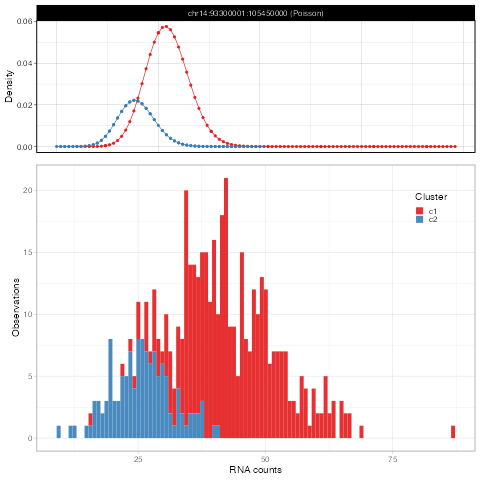 chr14:93300001:105450000 (Poisson)
0.06
0.04
0.02
0.00
Density
20
15
10
5
0
Observations
Cluster
c1
c2
25
50
75
RNA counts